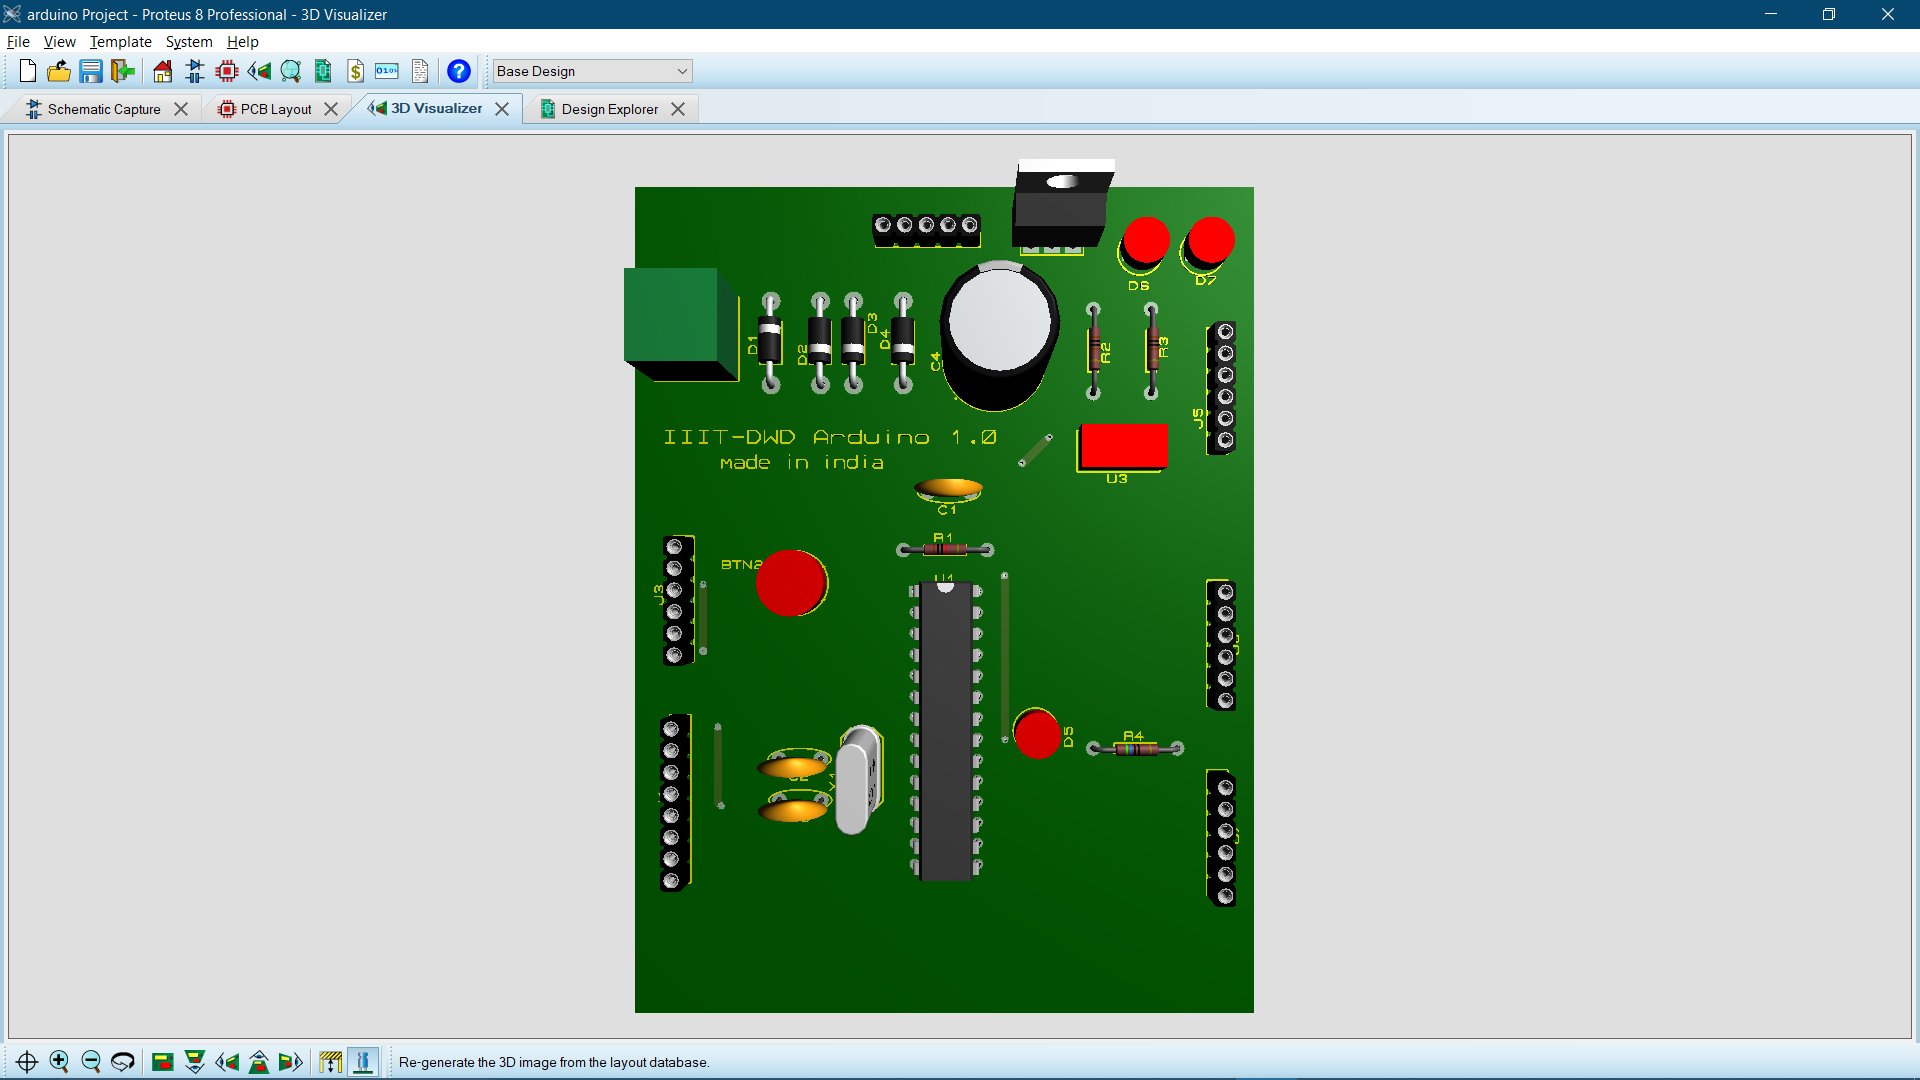 arduino Project - Proteus 8 Professional - 3D Visualizer
File View Template System Help
Base Design
Schematic Capture
PCB Layout
3D Visualizer
Design Explorer
D6
D7
D1
D2
D3
D4
C4
R2
R3
J5
IIIT-DWD Arduino 1.0
made in india
U3
C1
R1
BTN2
U1
J3
D5
R4
Re-generate the 3D image from the layout database.